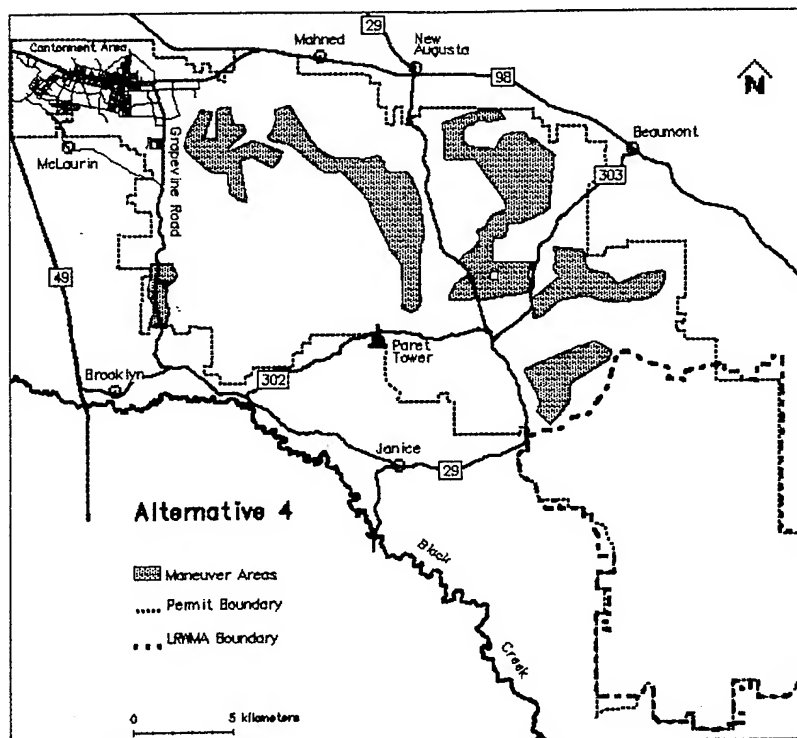 29
New
Augusta
Mahned
Cantonment Area
98
Beaumont
McLaurin
Grapevine Road
303
49
Paret
Tower
Brooklyn
302
Janice
29
Black
Creek
Alternative 4
Maneuver Areas
Permit Boundary
LRWMA Boundary
0
5 kilometers
N